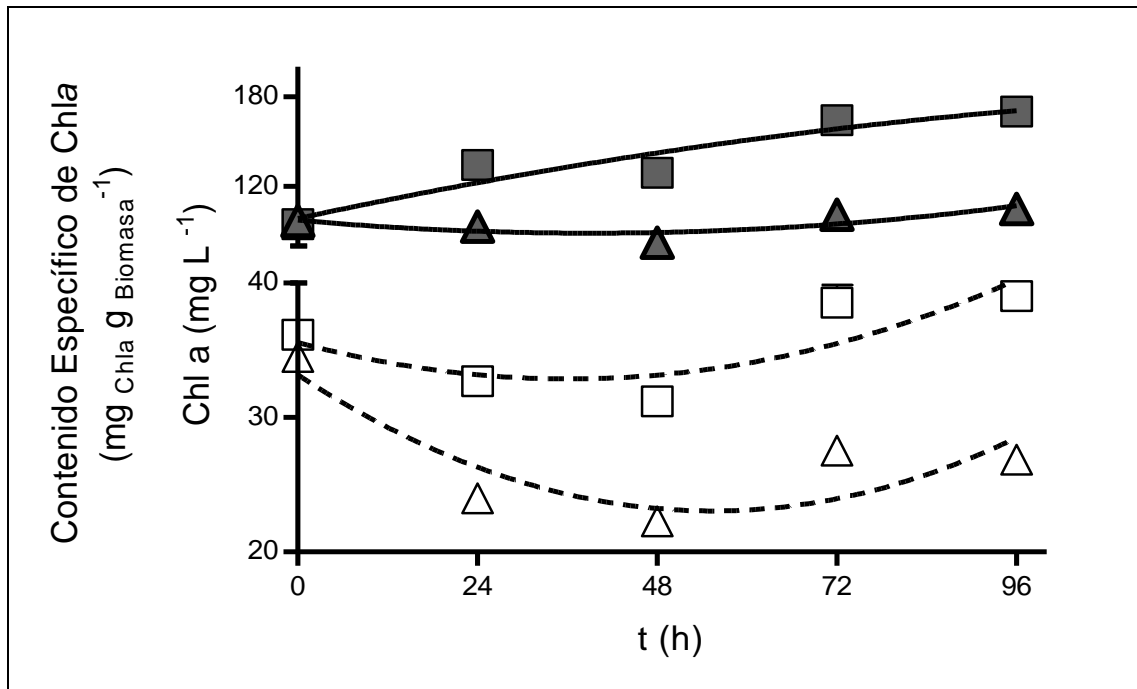 Contenido Específico de Chla
(mg Chla g Biomasa -1)
Chl a (mg L -1)
180
120
40
30
20
0 24 48 72 96
t (h)